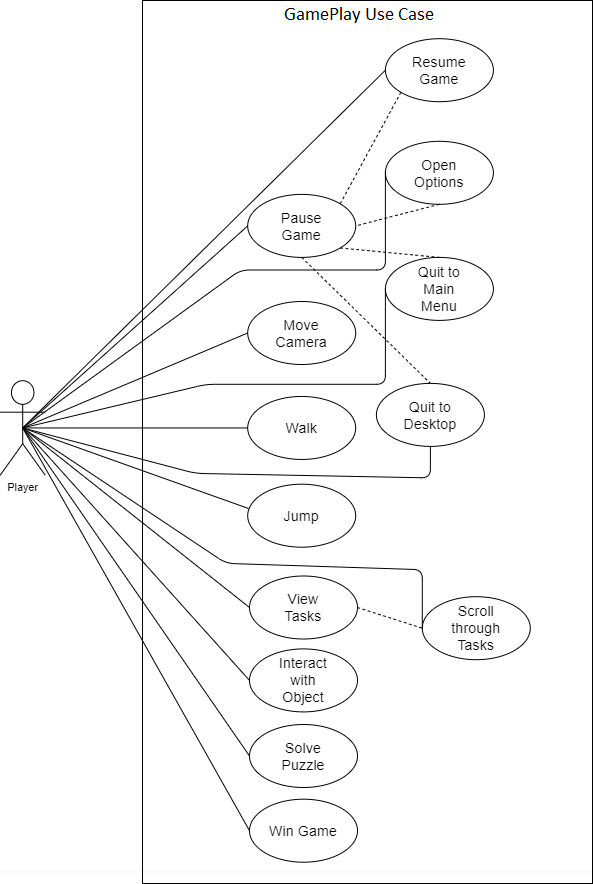 GamePlay Use Case
Resume
Game
Open
Options
Pause
Game
Quit to
Main
Menu
Move
Camera
Quit to
Desktop
Walk
Player
Jump
View
Tasks
Scroll
through
Tasks
Interact
with
Object
Solve
Puzzle
Win Game